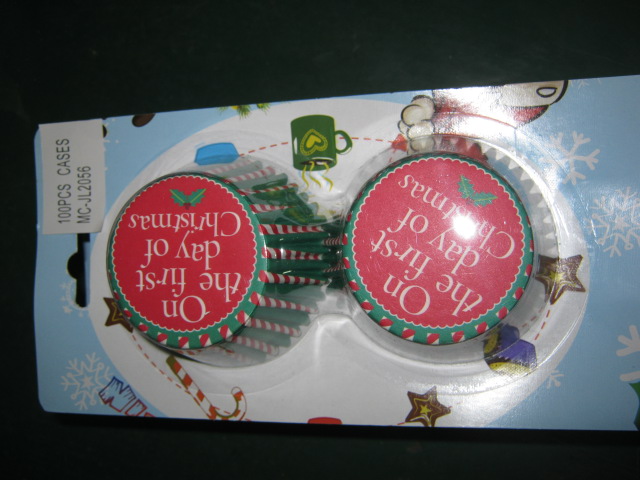 100PCS CASES
MC-JL2056
On
the first
day of
Christmas
On
the first
day of
Christmas